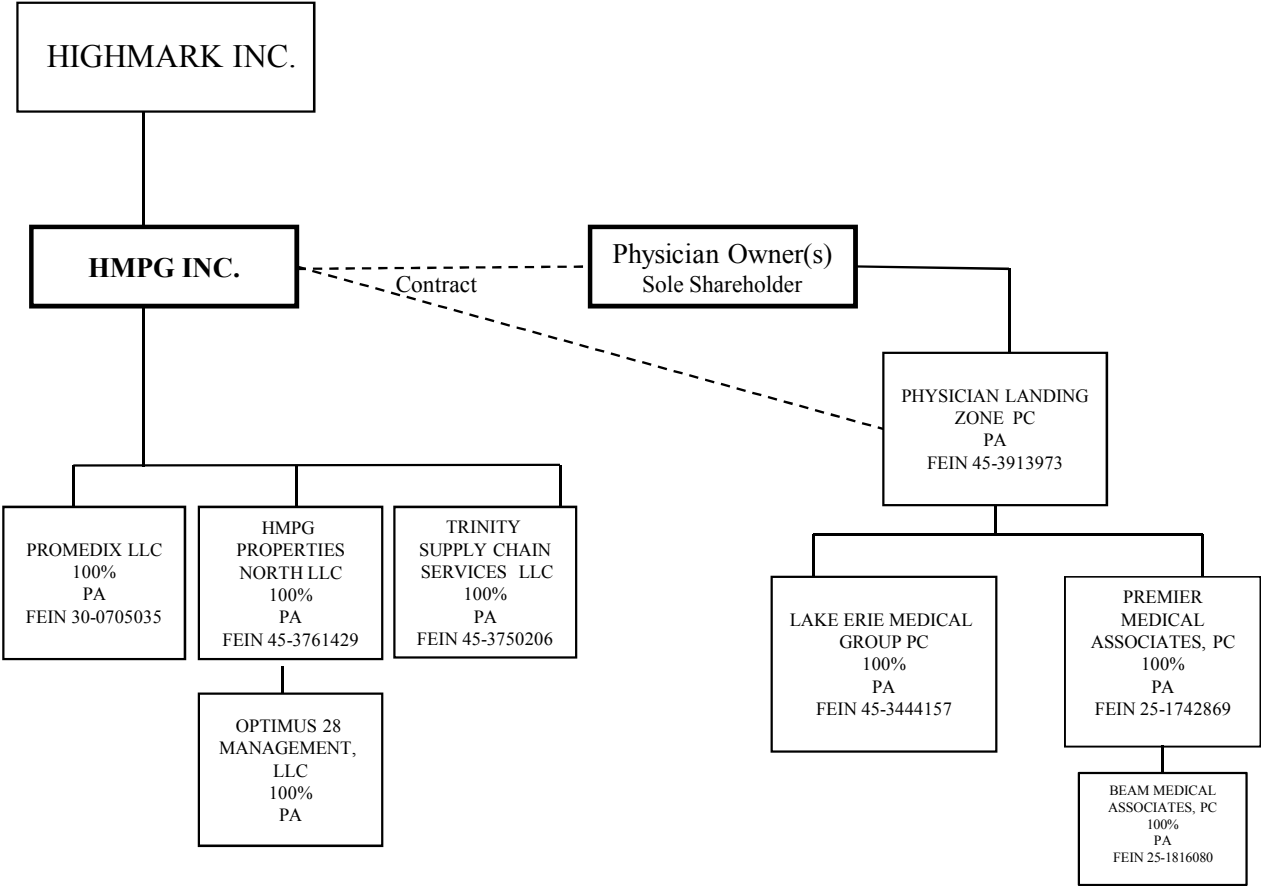 HIGHMARK INC.
HMPG INC.
Contract
Physician Owner(s)
Sole Shareholder
PHYSICIAN LANDING
ZONE PC
PA
FEIN 45-3913973
PROMEDIX LLC
100%
PA
FEIN 30-0705035
HMPG
PROPERTIES
NORTH LLC
100%
PA
FEIN 45-3761429
TRINITY
SUPPLY CHAIN
SERVICES LLC
100%
PA
FEIN 45-3750206
LAKE ERIE MEDICAL
GROUP PC
100%
PA
FEIN 45-3444157
PREMIER
MEDICAL
ASSOCIATES, PC
100%
PA
FEIN 25-1742869
OPTIMUS 28
MANAGEMENT,
LLC
100%
PA
BEAM MEDICAL
ASSOCIATES, PC
100%
PA
FEIN 25-1816080